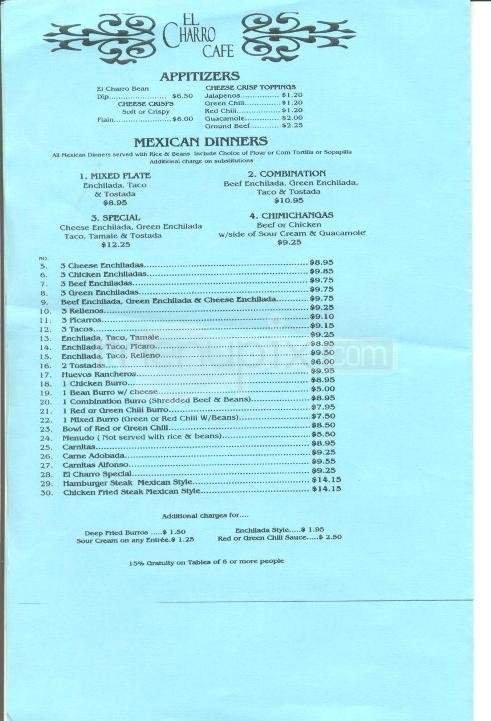 EL
CHARRO
CAFE
APPITIZERS
El Charro Bean
Dip.....................$6.50
CHEESE CRISPS
Soft or Crispy
Plain.....................$6.00
CHEESE CRISP TOPPINGS
Jalapenos...............$1.20
Green Chili..............$1.20
Red Chili................$1.20
Guacamole...............$2.00
Ground Beef..............$2.25
MEXICAN DINNERS
All Mexican Dinners served with Rice & Beans Include Choice of Flour or Corn Tortilla or Sopapilla
Additional charge on substitutions
1. MIXED PLATE
Enchilada, Taco
& Tostada
$8.95
2. COMBINATION
Beef Enchilada, Green Enchilada,
Taco & Tostada
$10.95
3. SPECIAL
Cheese Enchilada, Green Enchilada
Taco, Tamale & Tostada
$12.25
4. CHIMICHANGAS
Beef or Chicken
w/side of Sour Cream & Guacamole
$9.25
NO.
5. 3 Cheese Enchiladas..........$8.95
6. 3 Chicken Enchiladas..........$9.85
7. 3 Beef Enchiladas..........$9.75
8. 3 Green Enchiladas..........$9.75
9. Beef Enchilada, Green Enchilada & Cheese Enchilada..........$9.75
10. 3 Rellenos..........$9.25
11. 3 Picarros..........$9.10
12. 3 Tacos..........$9.15
13. Enchilada, Taco, Tamale..........$9.25
14. Enchilada, Taco, Picaro..........$8.95
15. Enchilada, Taco, Relleno..........$9.50
16. 2 Tostadas..........$6.00
17. Huevos Rancheros..........$9.95
18. 1 Chicken Burro..........$8.95
19. 1 Bean Burro w/ cheese..........$5.00
20. 1 Combination Burro (Shredded Beef & Beans)..........$8.95
21. 1 Red or Green Chili Burro..........$7.95
22. 1 Mixed Burro (Green or Red Chili W/Beans)..........$7.50
23. Bowl of Red or Green Chili..........$8.50
24. Menudo ( Not served with rice & beans)..........$5.50
25. Carnitas..........$8.95
26. Carne Adobada..........$9.25
27. Carnitas Alfonso..........$9.55
28. El Charro Special..........$9.25
29. Hamburger Steak Mexican Style..........$14.15
30. Chicken Fried Steak Mexican Style..........$14.15
Additional charges for....
Deep Fried Burros .....$ 1.50
Sour Cream on any Entrée.$ 1.25
Enchilada Style.....$ 1.95
Red or Green Chili Sauce.....$ 2.50
15% Gratuity on Tables of 6 or more people